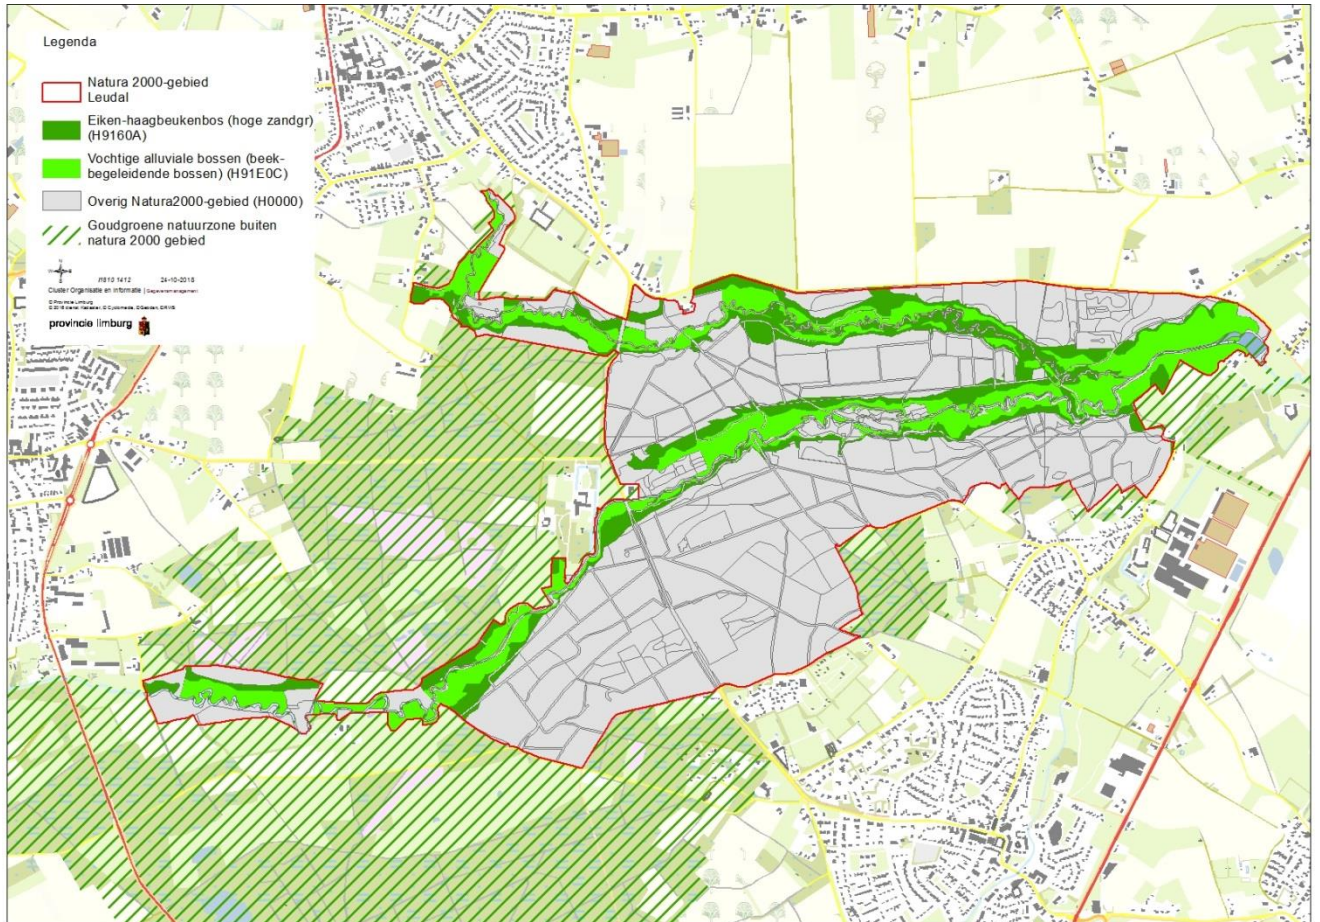 Legenda
Natura 2000-gebied
Leudal
Eiken-haagbeukenbos (hoge zandgr)
(H9160A)
Vochtige alluviale bossen (beek-
begeleidende bossen) (H91E0C)
Overig Natura2000-gebied (H0000)
Goudgroene natuurzone buiten
natura 2000 gebied
24-10-2018
Cluster Organisatie en Informatie | Gegevensmanagement
© Provincie Limburg
provincie limburg